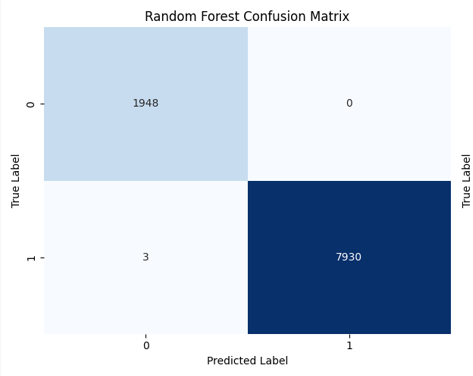 Random Forest Confusion Matrix
True Label
0
1948
0
1
3
7930
0
1
Predicted Label
True Label